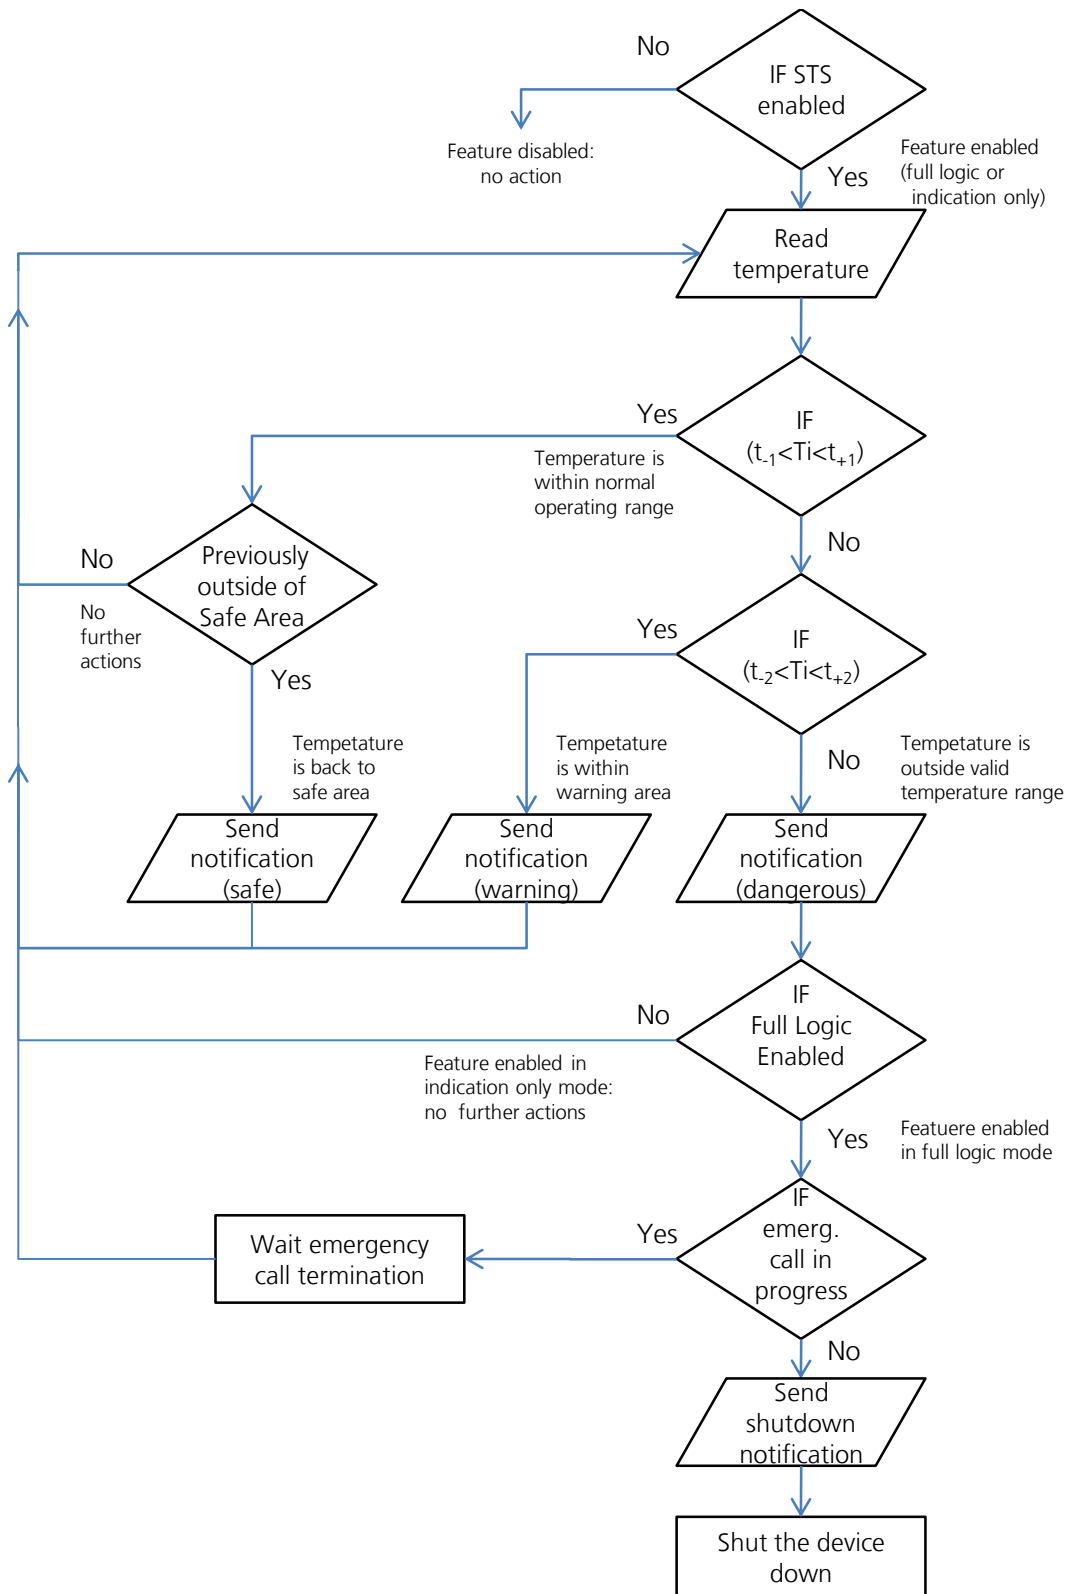 No
IF STS
enabled
Feature disabled:
no action
Yes
Feature enabled
(full logic or
indication only)
Read
temperature
Yes
IF
(t-1<Ti<t+1)
Temperature is
within normal
operating range
No
No
Previously
outside of
Safe Area
No
further
actions
Yes
Yes
IF
(t-2<Ti<t+2)
Tempetature
is back to
safe area
Tempetature
is within
warning area
No
Tempetature is
outside valid
temperature range
Send
notification
(safe)
Send
notification
(warning)
Send
notification
(dangerous)
No
IF
Full Logic
Enabled
Feature enabled in
indication only mode:
no further actions
Yes
Featuere enabled
in full logic mode
Wait emergency
call termination
Yes
IF
emerg.
call in
progress
No
Send
shutdown
notification
Shut the device
down